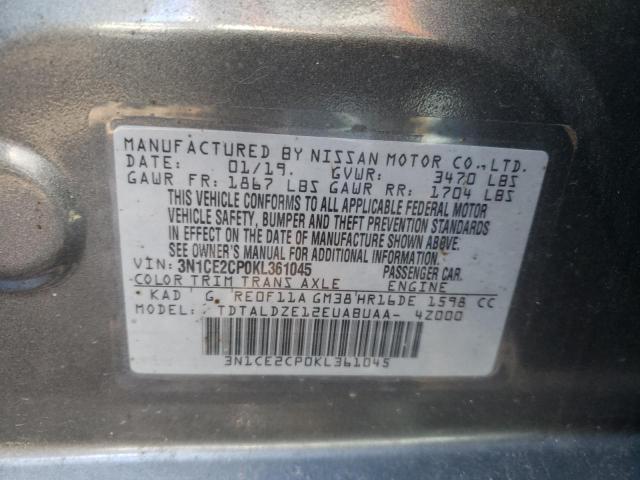 MANUFACTURED BY NISSAN MOTOR CO.,LTD.
DATE: 01/19. GVWR: 3470 LBS
GAWR FR: 1867 LBS GAWR RR: 1704 LBS
THIS VEHICLE CONFORMS TO ALL APPLICABLE FEDERAL MOTOR
VEHICLE SAFETY, BUMPER AND THEFT PREVENTION STANDARDS
IN EFFECT ON THE DATE OF MANUFACTURE SHOWN ABOVE.
SEE OWNER'S MANUAL FOR ADDITIONAL INFORMATION.
VIN: 3N1CE2CP0KL361045 PASSENGER CAR.
COLOR TRIM TRANS AXLE ENGINE
KAD G RE0F11A GM38 HR16DE 1598 CC
MODEL: TDTALDZE12EUABUAA- 4Z000
3N1CE2CP0KL361045